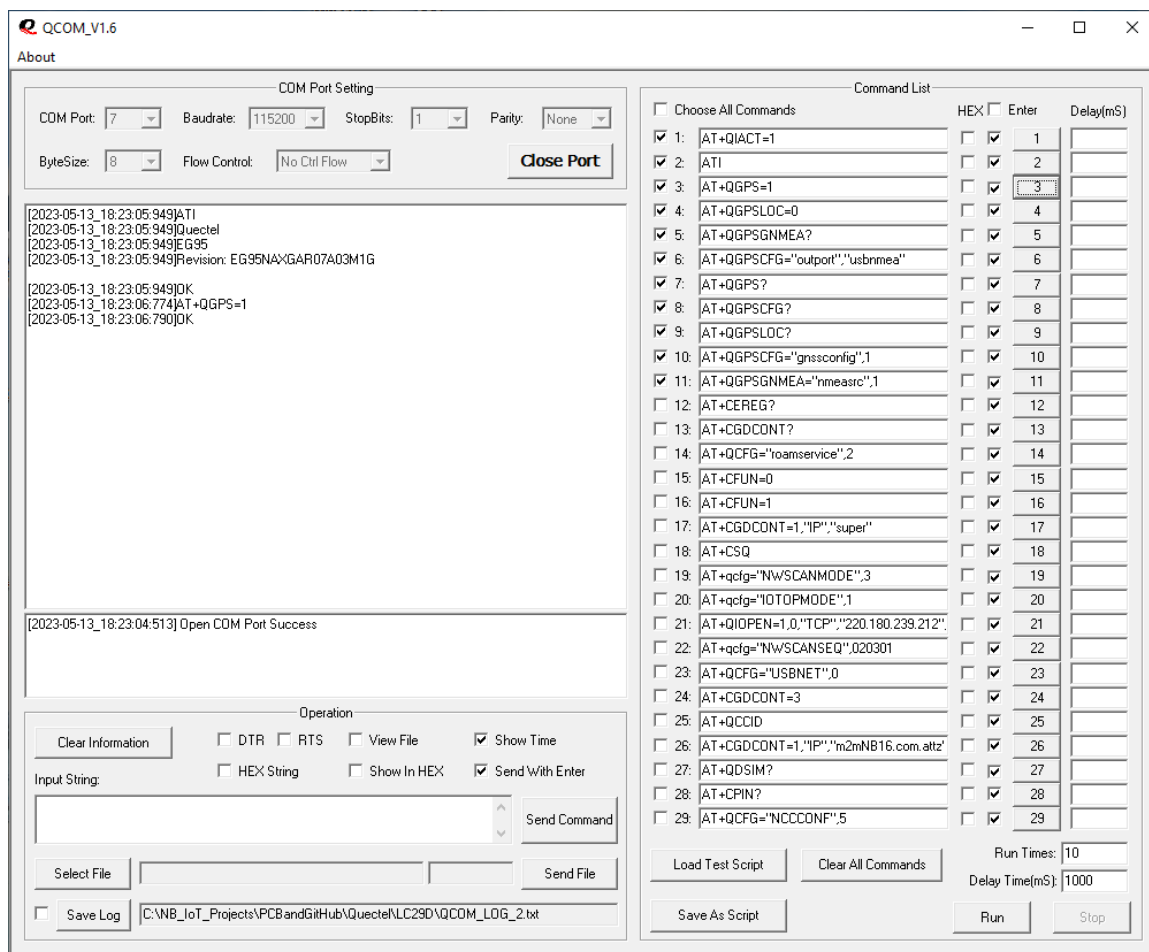 QCOM_V1.6
About
COM Port Setting
COM Port: 7 Baudrate: 115200 StopBits: 1 Parity: None
ByteSize: 8 Flow Control: No Ctrl Flow Close Port
[2023-05-13_18:23:05:949]ATI
[2023-05-13_18:23:05:949]Quectel
[2023-05-13_18:23:05:949]EG95
[2023-05-13_18:23:05:949]Revision: EG95NAXGAR07A03M1G
[2023-05-13_18:23:05:949]OK
[2023-05-13_18:23:06:774]AT+QGPS=1
[2023-05-13_18:23:06:790]OK
[2023-05-13_18:23:04:513] Open COM Port Success
Operation
Clear Information DTR RTS View File Show Time
HEX String Show In HEX Send With Enter
Input String:
Send Command
Select File Send File
Save Log C:\NB_IoT_Projects\PCBandGitHub\Quectel\LC29D\QCOM_LOG_2.txt
Command List
Choose All Commands HEX Enter Delay(mS)
1: AT+QIACT=1 1
2: ATI 2
3: AT+QGPS=1 3
4: AT+QGPSLOC=0 4
5: AT+QGPSGNMEA? 5
6: AT+QGPSCFG="outport","usbnmea" 6
7: AT+QGPS? 7
8: AT+QGPSCFG? 8
9: AT+QGPSLOC? 9
10: AT+QGPSCFG="gnssconfig",1 10
11: AT+QGPSGNMEA="nmeasrc",1 11
12: AT+CEREG? 12
13: AT+CGDCONT? 13
14: AT+QCFG="roamservice",2 14
15: AT+CFUN=0 15
16: AT+CFUN=1 16
17: AT+CGDCONT=1,"IP","super" 17
18: AT+CSQ 18
19: AT+qcfg="NWSCANMODE",3 19
20: AT+qcfg="IOTOPMODE",1 20
21: AT+QIOPEN=1,0,"TCP","220.180.239.212", 21
22: AT+qcfg="NWSCANSEQ",020301 22
23: AT+QCFG="USBNET",0 23
24: AT+CGDCONT=3 24
25: AT+QCCID 25
26: AT+CGDCONT=1,"IP","m2mNB16.com.attz" 26
27: AT+QDSIM? 27
28: AT+CPIN? 28
29: AT+QCFG="NCCCONF",5 29
Load Test Script Clear All Commands Run Times: 10
Delay Time(mS): 1000
Save As Script Run Stop